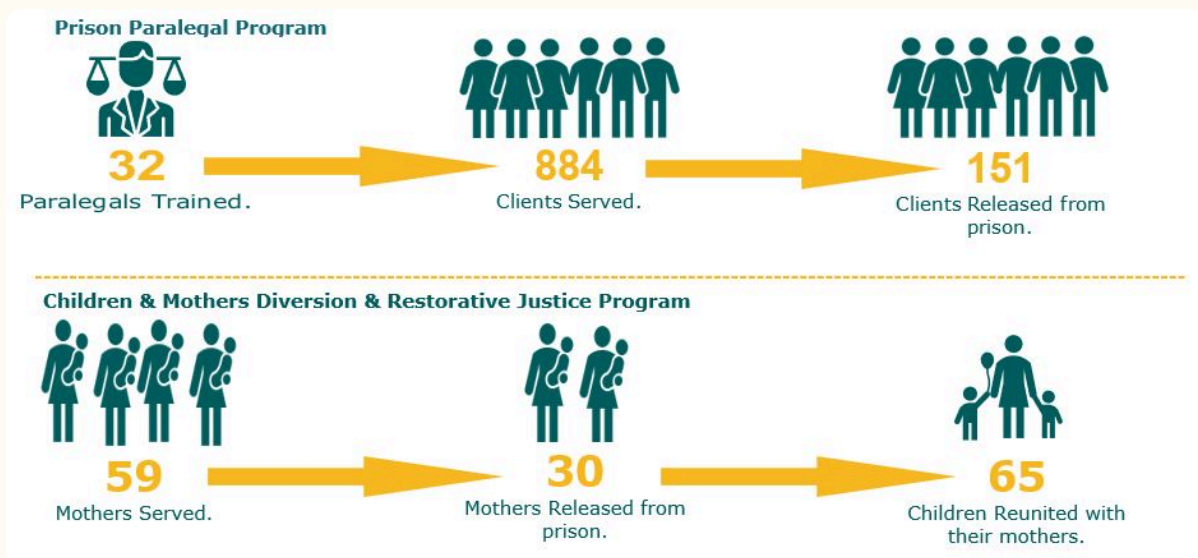 Prison Paralegal Program
32
Paralegals Trained.
884
Clients Served.
151
Clients Released from
prison.
Children & Mothers Diversion & Restorative Justice Program
59
Mothers Served.
30
Mothers Released from
prison.
65
Children Reunited with
their mothers.